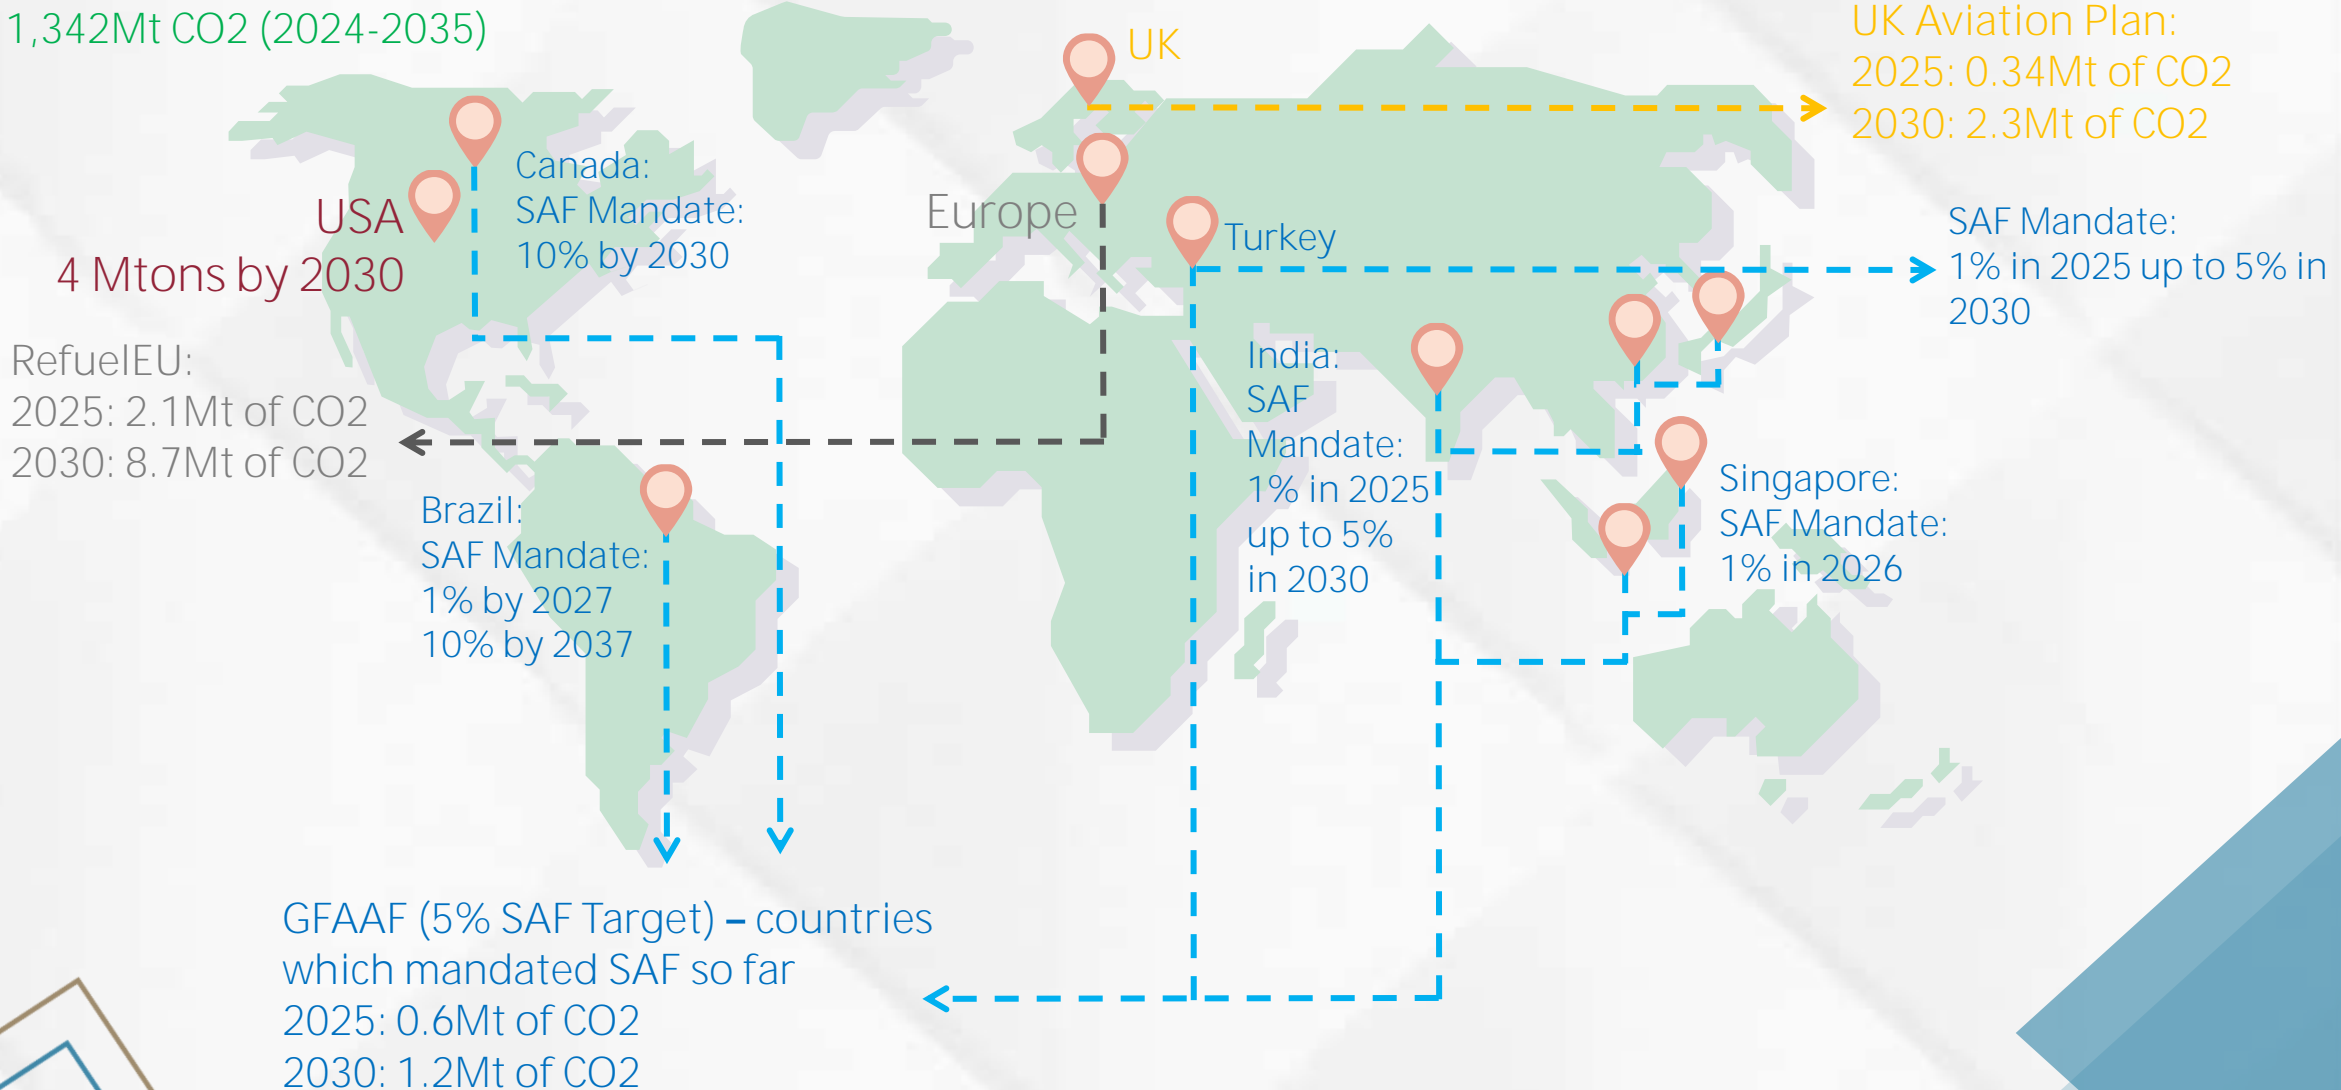 1,342Mt CO2 (2024-2035)
UK
UK Aviation Plan:
2025: 0.34Mt of CO2
2030: 2.3Mt of CO2
Canada:
SAF Mandate:
10% by 2030
USA
4 Mtons by 2030
Europe
Turkey
SAF Mandate:
1% in 2025 up to 5% in
2030
RefuelEU:
2025: 2.1Mt of CO2
2030: 8.7Mt of CO2
India:
SAF
Mandate:
1% in 2025
up to 5%
in 2030
Brazil:
SAF Mandate:
1% by 2027
10% by 2037
Singapore:
SAF Mandate:
1% in 2026
GFAAF (5% SAF Target) – countries
which mandated SAF so far
2025: 0.6Mt of CO2
2030: 1.2Mt of CO2